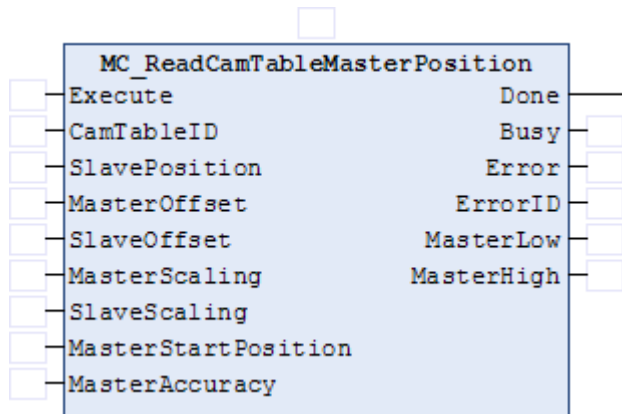 MC_ReadCamTableMasterPosition
Execute Done
CamTableID Busy
SlavePosition Error
MasterOffset ErrorID
SlaveOffset MasterLow
MasterScaling MasterHigh
SlaveScaling
MasterStartPosition
MasterAccuracy